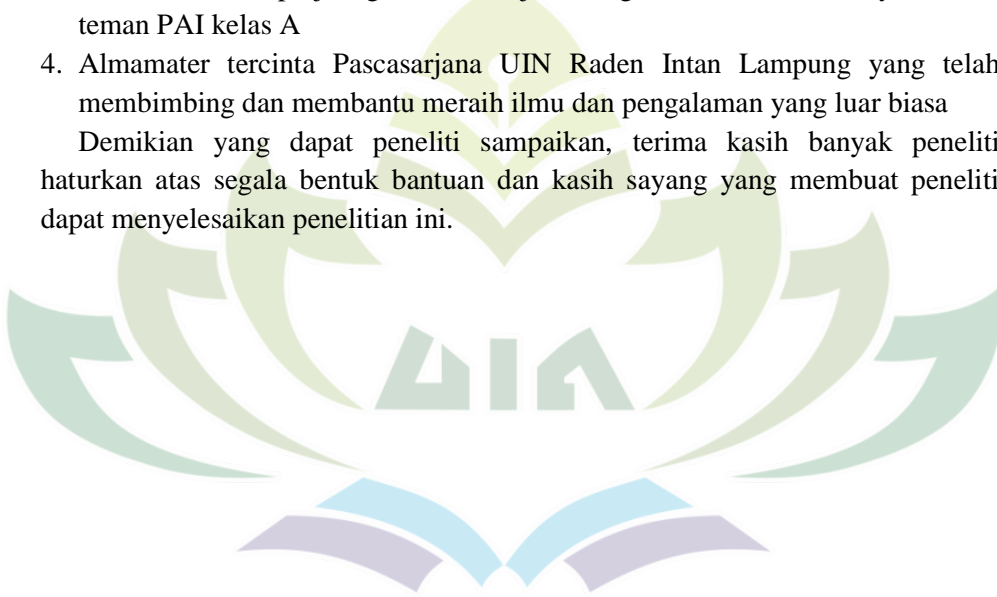 teman PAI kelas A
4. Almamater tercinta Pascasarjana UIN Raden Intan Lampung yang telah
membimbing dan membantu meraih ilmu dan pengalaman yang luar biasa
Demikian yang dapat peneliti sampaikan, terima kasih banyak peneliti
haturkan atas segala bentuk bantuan dan kasih sayang yang membuat peneliti
dapat menyelesaikan penelitian ini.
UIN